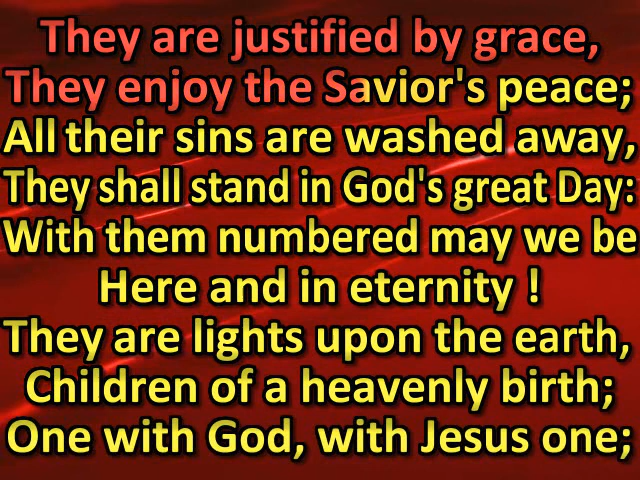 They are justified by grace,
They enjoy the Savior's peace;
All their sins are washed away,
They shall stand in God's great Day:
With them numbered may we be
Here and in eternity !
They are lights upon the earth,
Children of a heavenly birth;
One with God, with Jesus one;